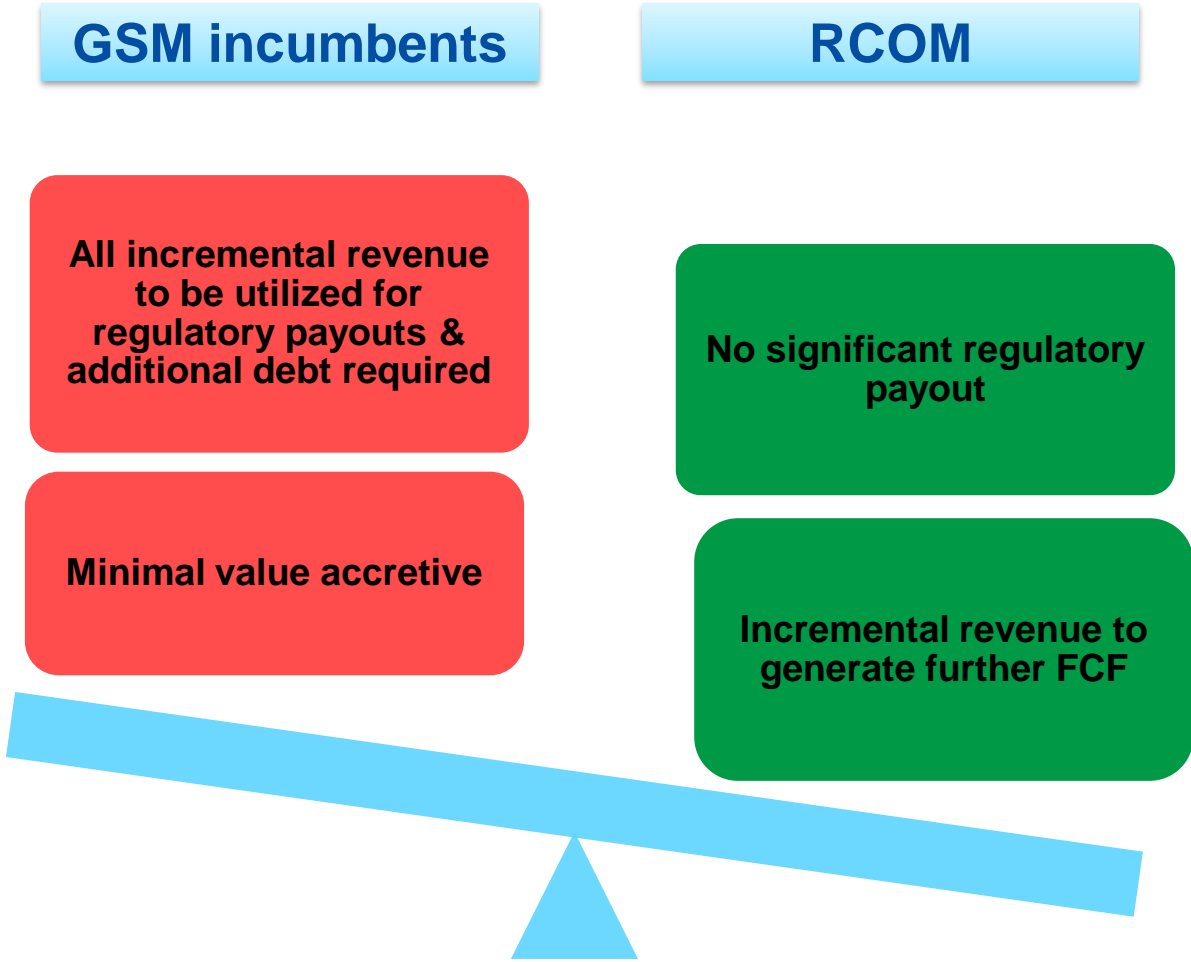 GSM incumbents
RCOM
All incremental revenue
to be utilized for
regulatory payouts &
additional debt required
No significant regulatory
payout
Minimal value accretive
Incremental revenue to
generate further FCF